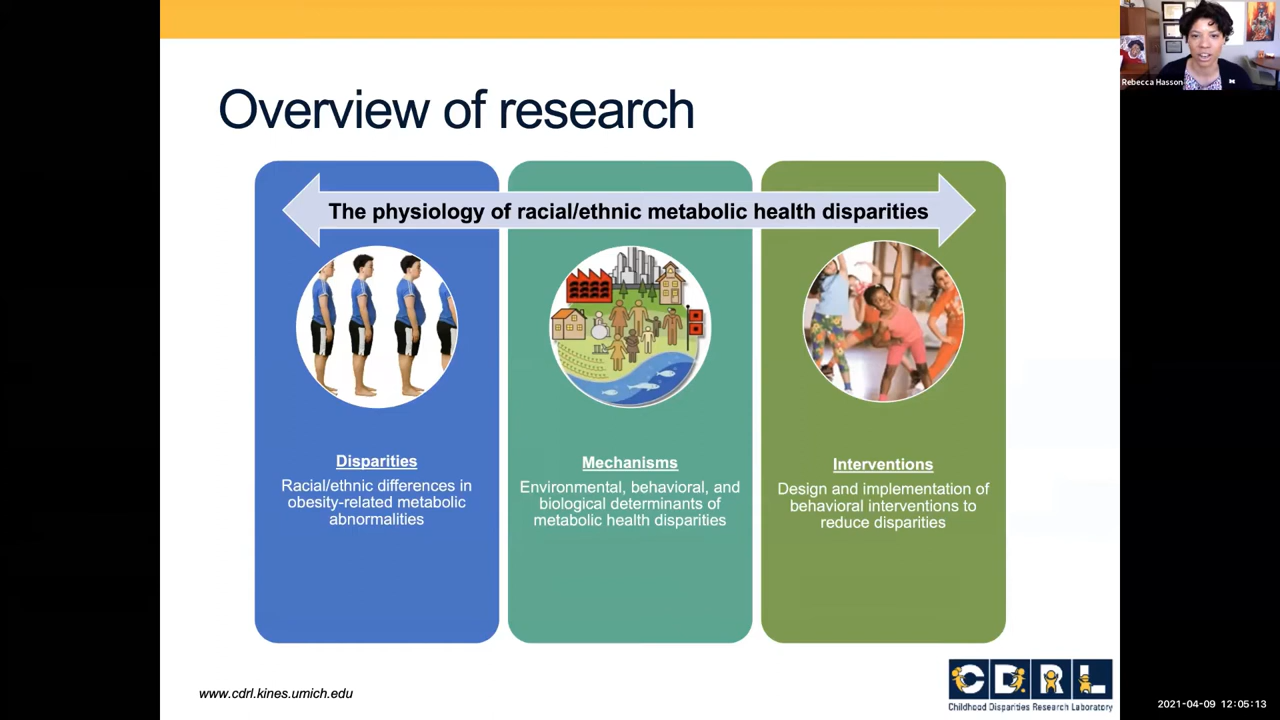 Overview of research
Rebecca Hasson
The physiology of racial/ethnic metabolic health disparities
Disparities
Racial/ethnic differences in
obesity-related metabolic
abnormalities
Mechanisms
Environmental, behavioral, and
biological determinants of
metabolic health disparities
Interventions
Design and implementation of
behavioral interventions to
reduce disparities
www.cdrl.kines.umich.edu
CDRL
Childhood Disparities Research Laboratory
2021-04-09 12:05:13